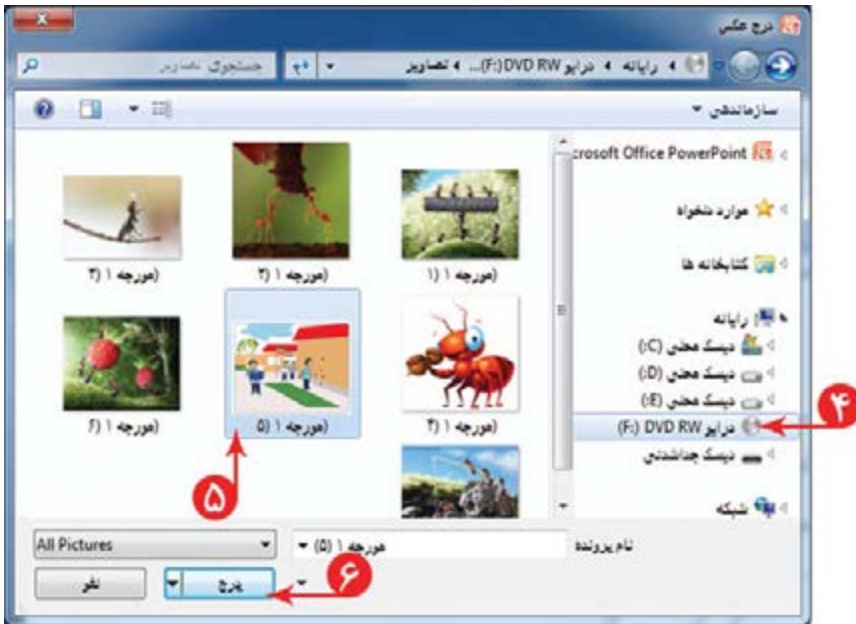 درج عکس
رایانه ◂ درایو DVD RW (F:)... ◂ تصاویر
جستجوی تصاویر
سازماندهی
crosoft Office PowerPoint
موارد دلخواه
کتابخانه ها
رایانه
دیسک محلی (C:)
دیسک محلی (D:)
دیسک محلی (E:)
درایو DVD RW (F:)
دیسک جداشدنی
شبکه
۴
(مورچه ۱ (۱
(مورچه ۱ (۲
(مورچه ۱ (۳
(مورچه ۱ (۴
(مورچه ۱ (۵
(مورچه ۱ (۶
۵
نام پرونده
مورچه ۱ (۵)
All Pictures
درج
لغو
۶